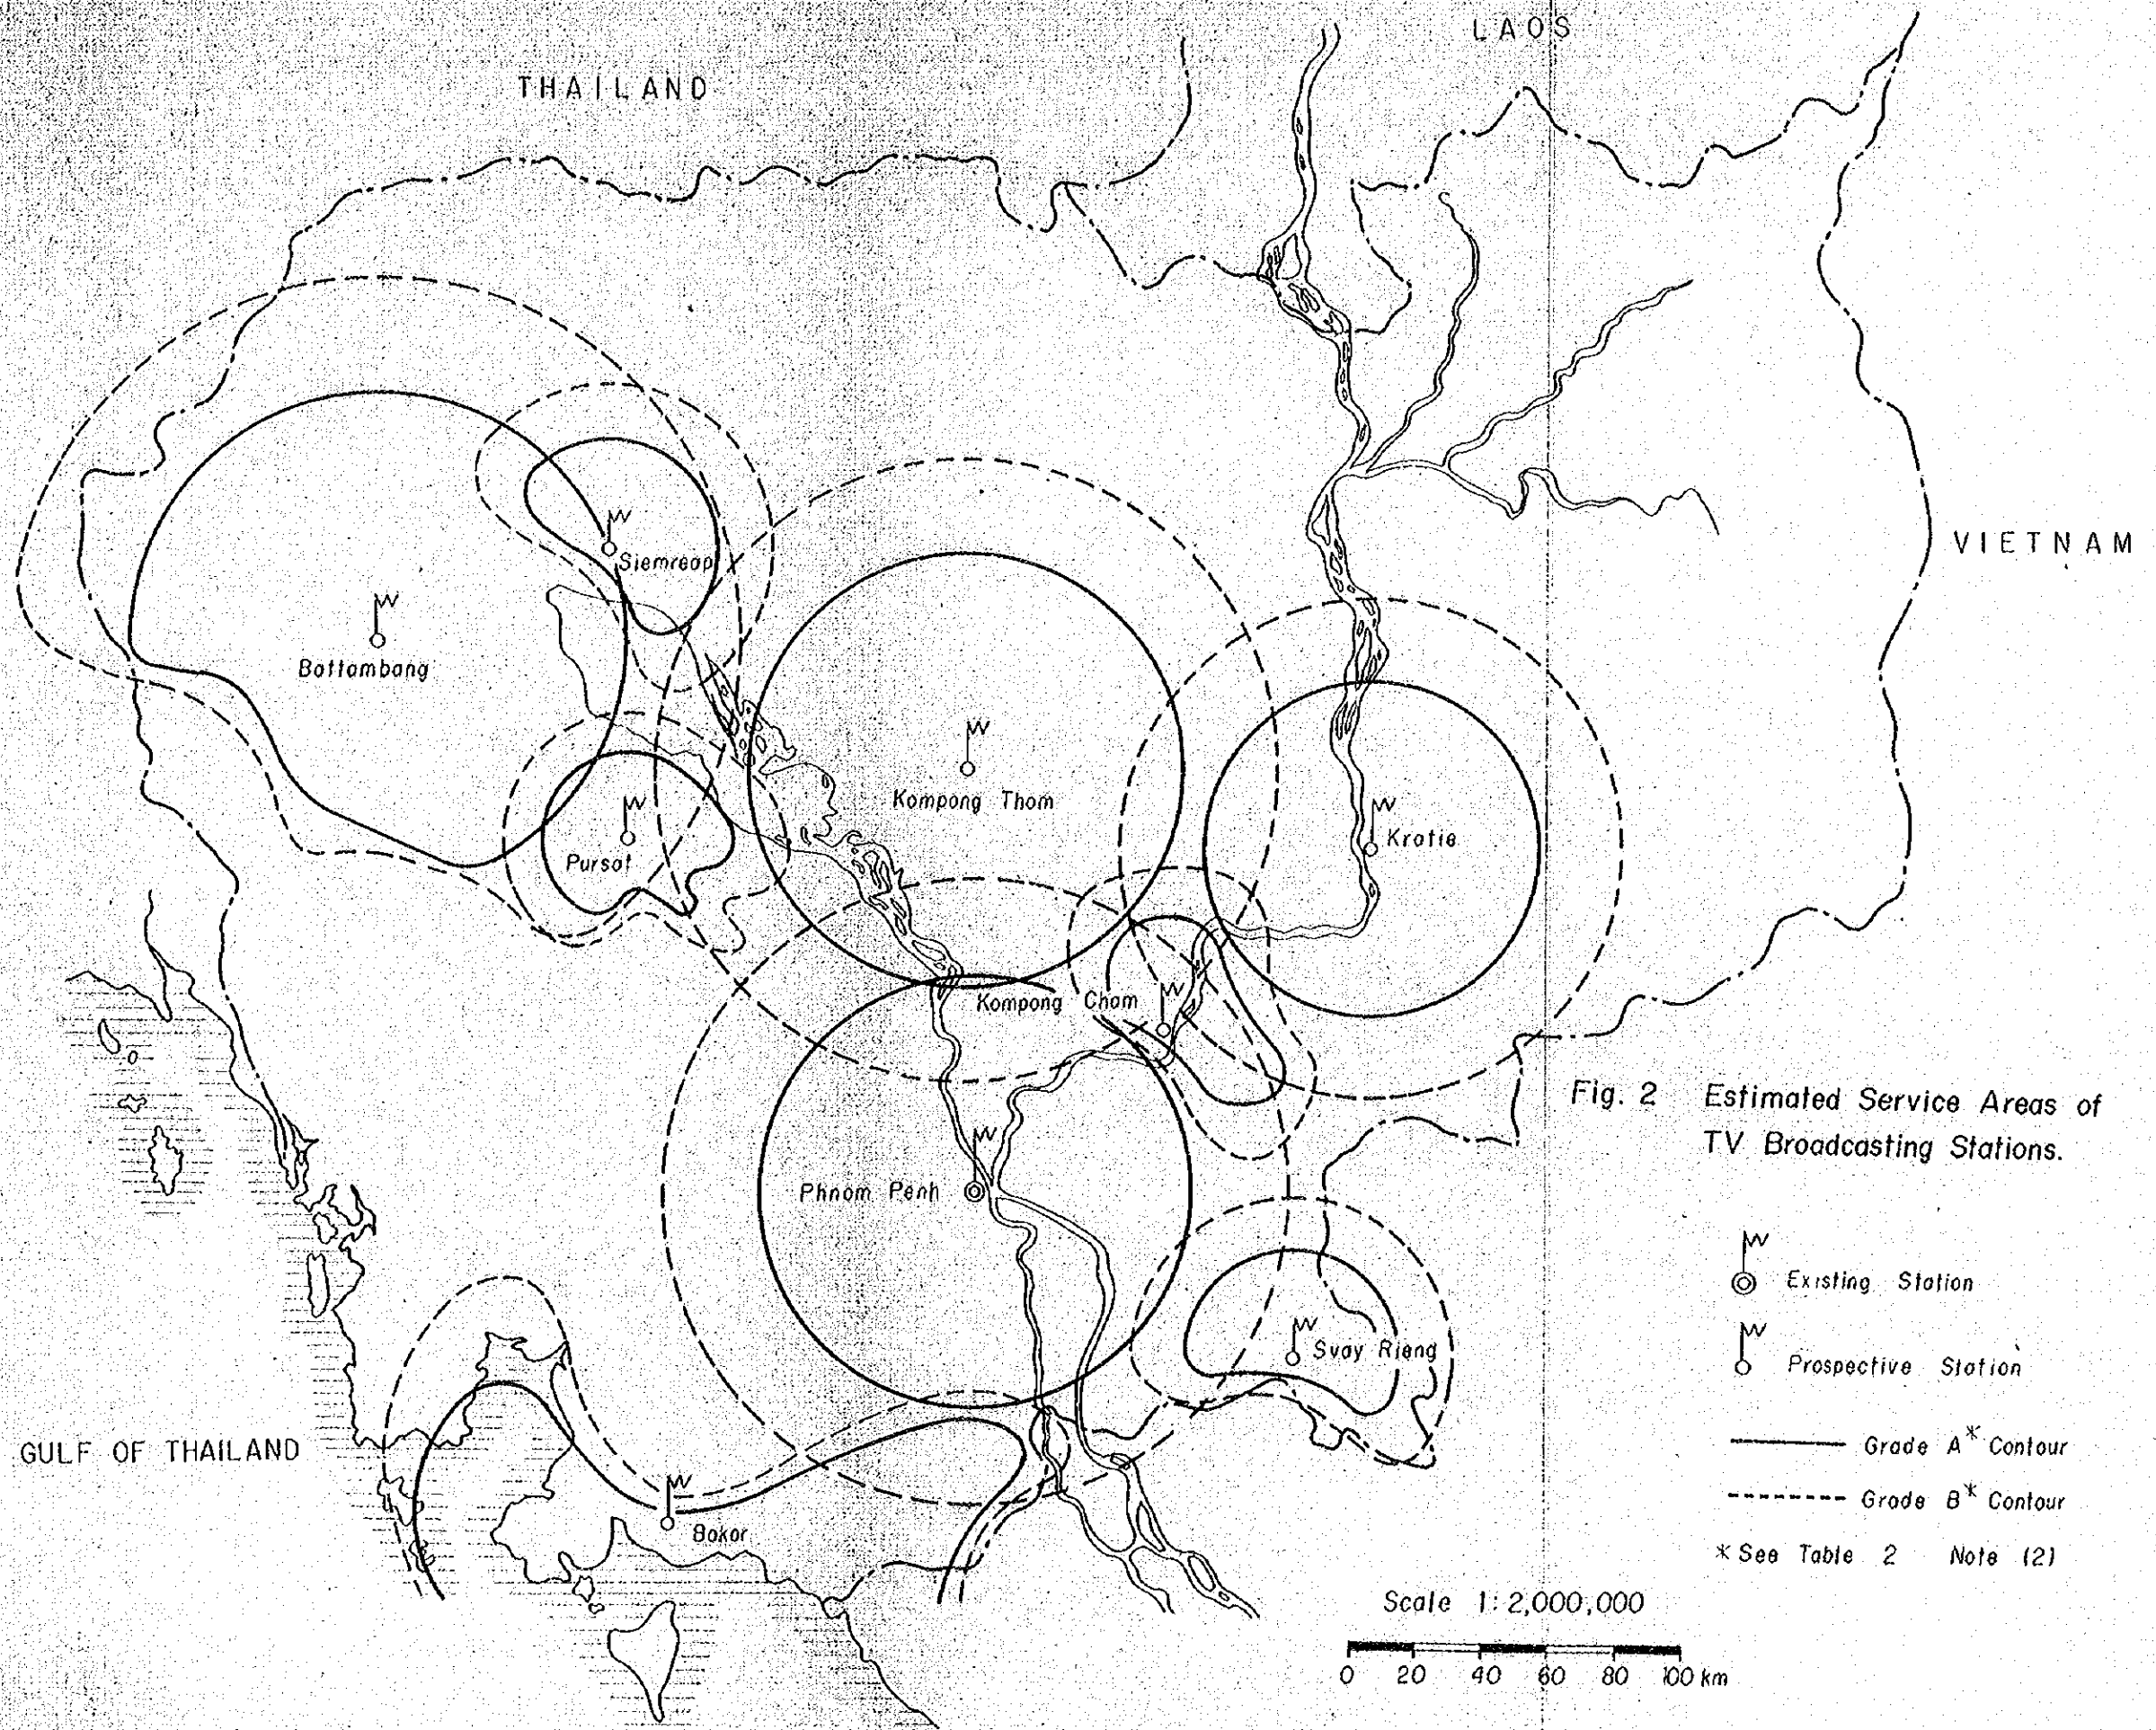 LAOS
THAILAND
VIETNAM
Siemreap
Battambang
Kompong Thom
Kratie
Pursat
Kompong Cham
Fig. 2 Estimated Service Areas of
TV Broadcasting Stations.
Phnom Penh
Existing Station
Svay Rieng
Prospective Station
GULF OF THAILAND
Grade A* Contour
Grade B* Contour
Bokor
* See Table 2 Note (2)
Scale 1:2,000,000
0 20 40 60 80 100 km